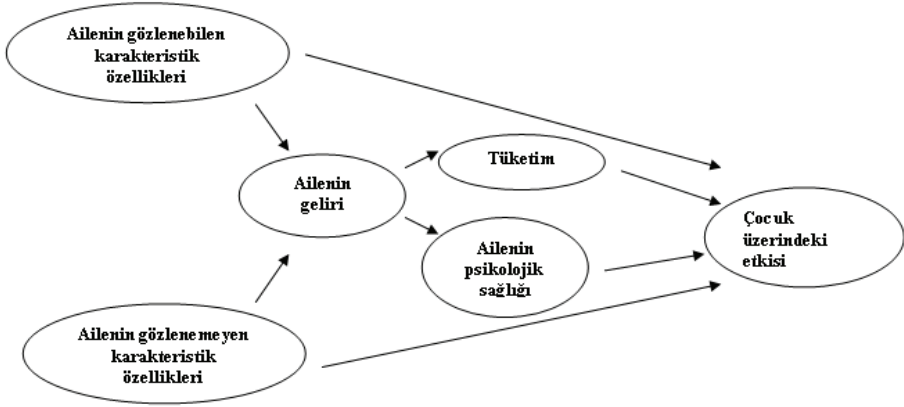 Ailenin gözlenebilen
karakteristik
özellikleri
Tüketim
Ailenin
geliri
Çocuk
üzerindeki
etkisi
Ailenin
psikolojik
sağlığı
Ailenin gözlenemeyen
karakteristik
özellikleri